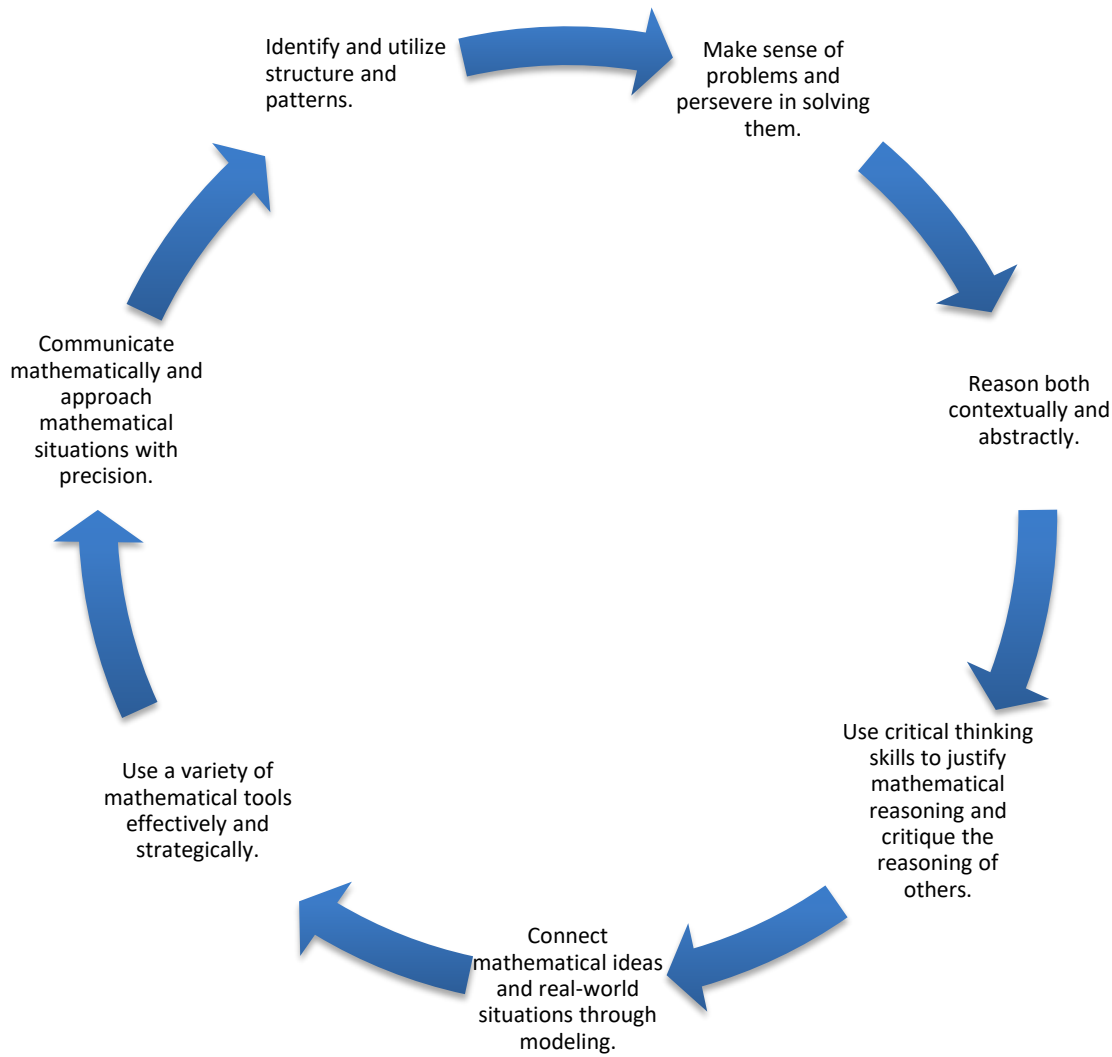 Identify and utilize
structure and
patterns.
Make sense of
problems and
persevere in solving
them.
Reason both
contextually and
abstractly.
Use critical thinking
skills to justify
mathematical
reasoning and
critique the
reasoning of
others.
Connect
mathematical ideas
and real-world
situations through
modeling.
Use a variety of
mathematical tools
effectively and
strategically.
Communicate
mathematically and
approach
mathematical
situations with
precision.